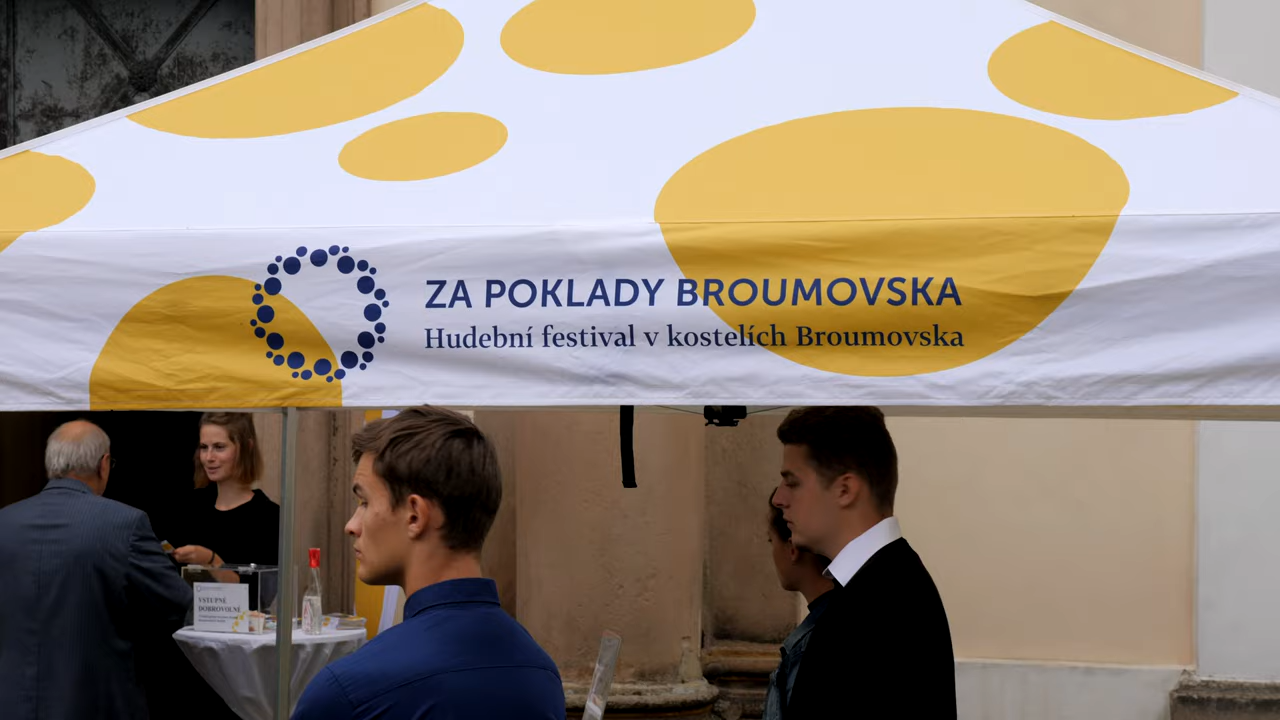 ZA POKLADY BROUMOVSKA
Hudební festival v kostelích Broumovska
VSTUPNÉ
DOBROVOLNÉ